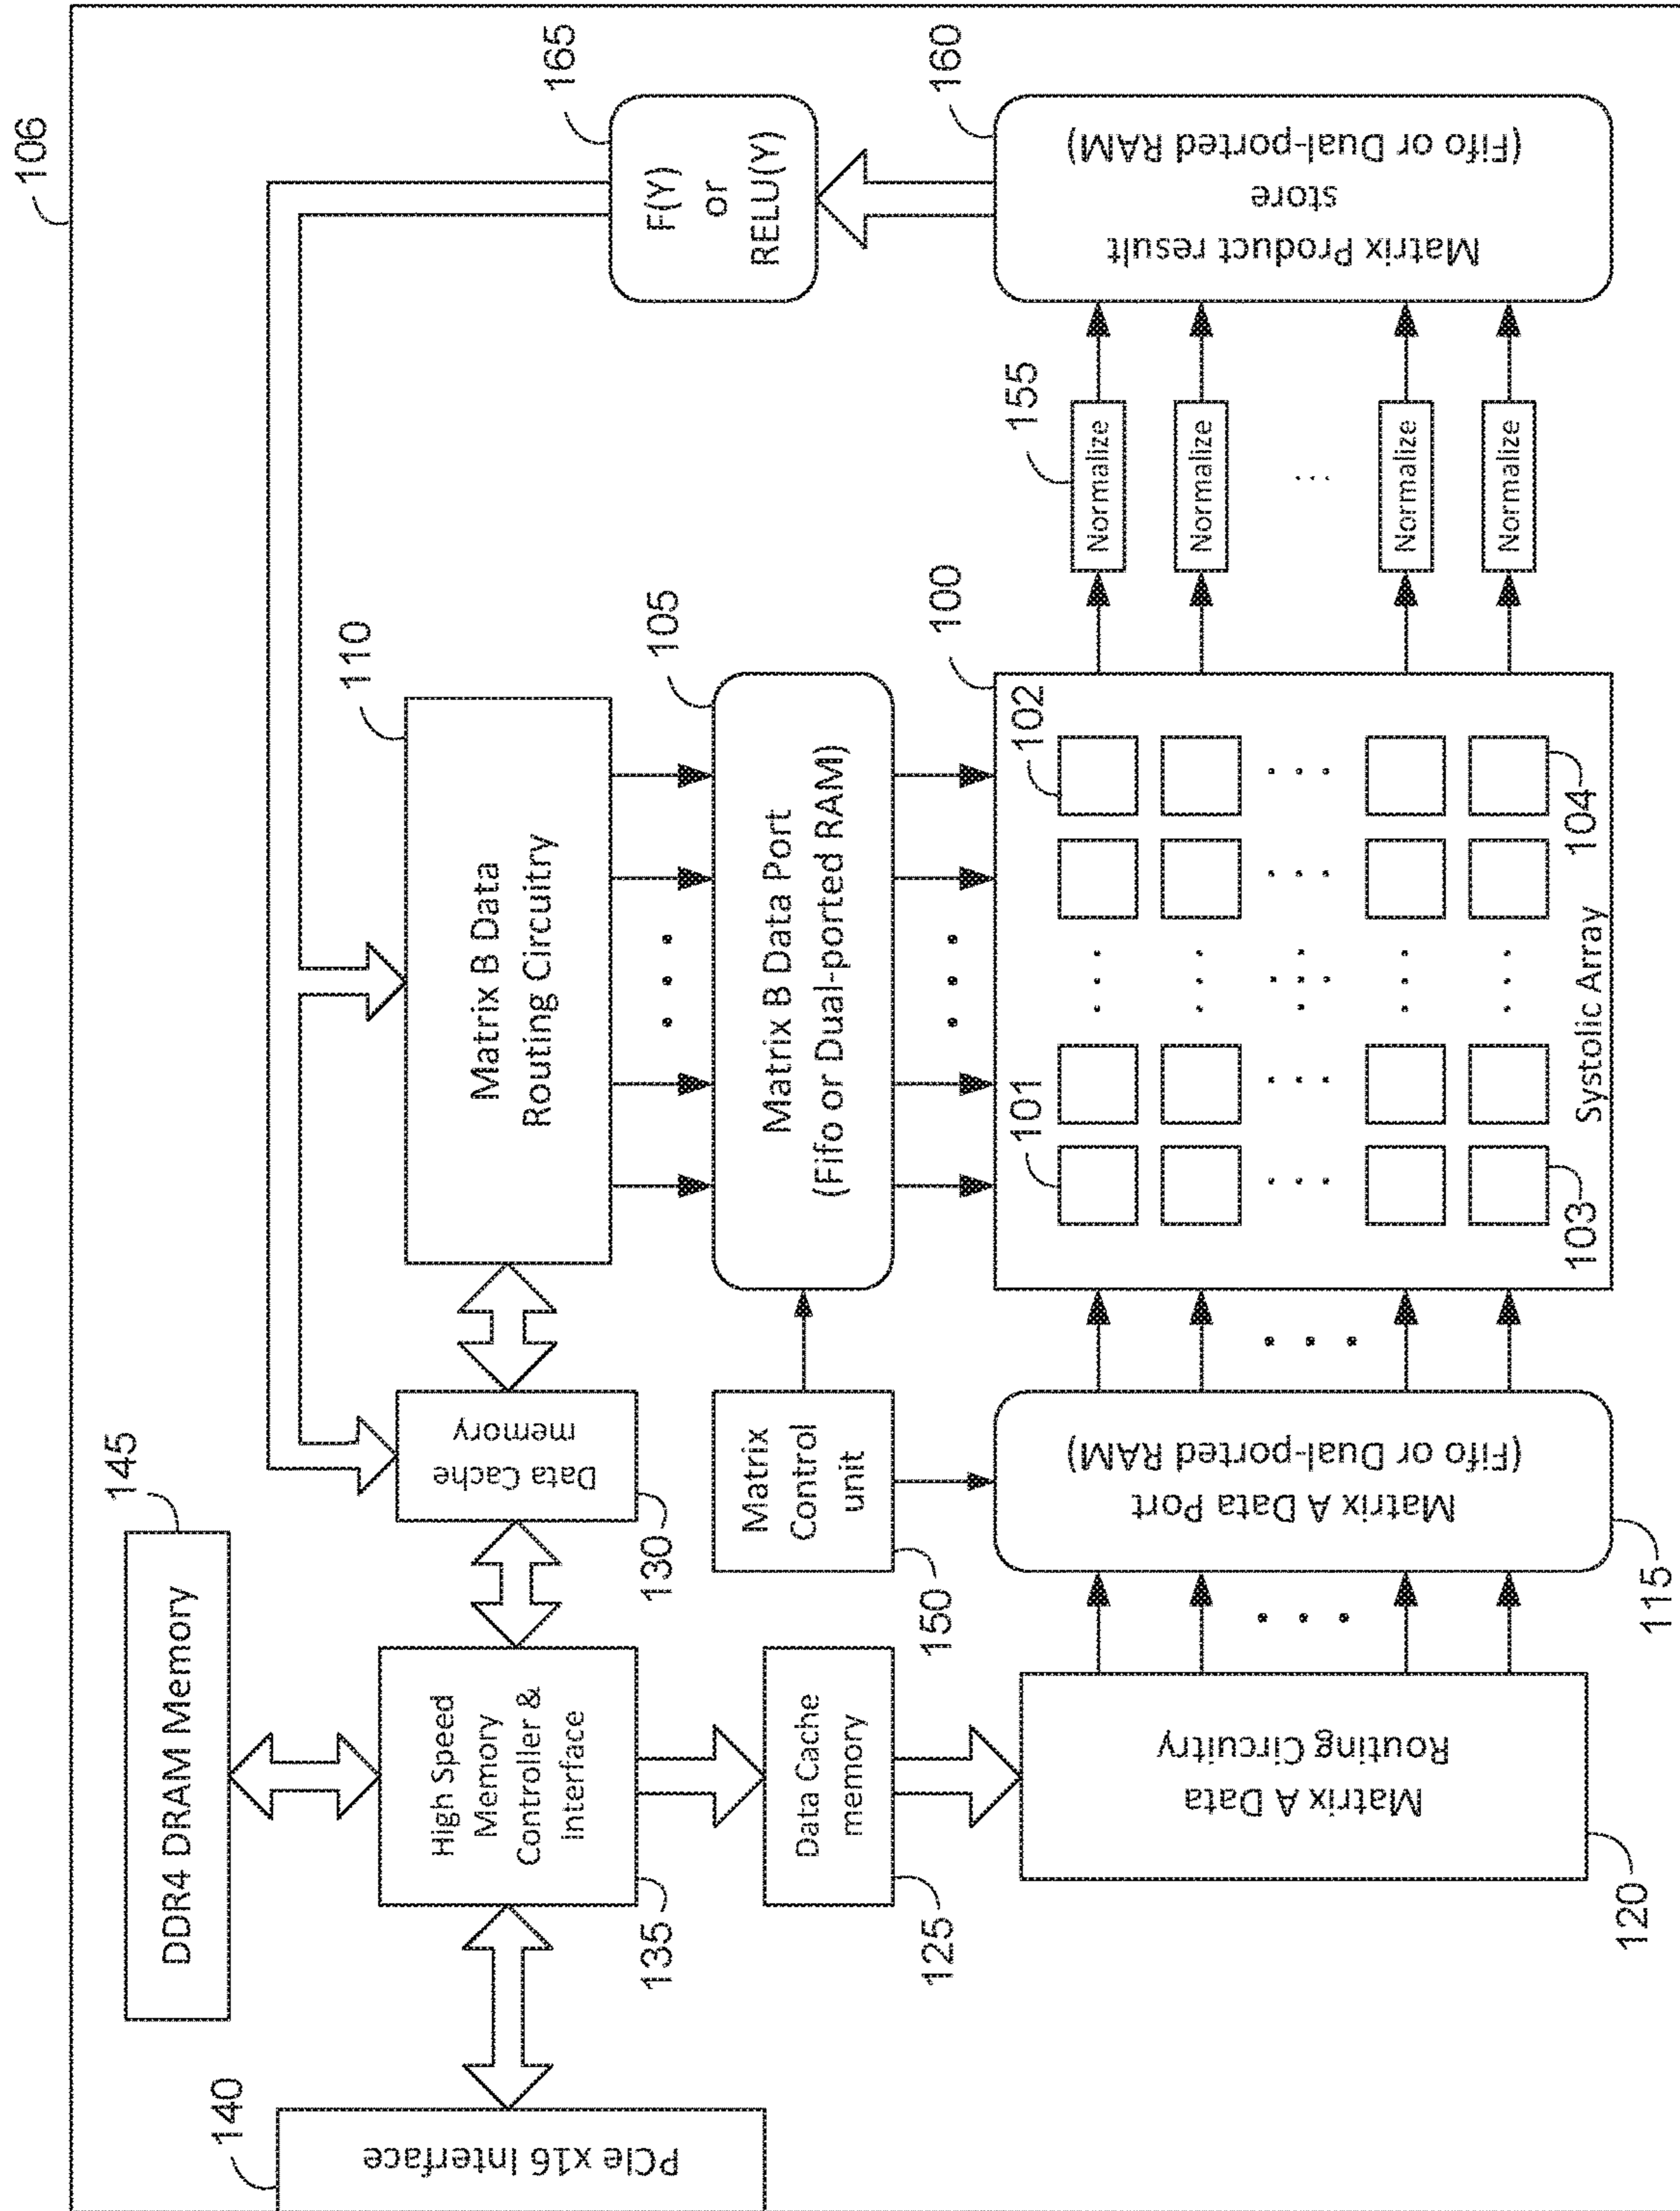 106
140
PCIe x16 Interface
145
DDR4 DRAM Memory
High Speed
Memory
Controller &
Interface
135
Data Cache
memory
130
110
Matrix B Data
Routing Circuitry
165
F(Y)
or
RELU(Y)
Data Cache
memory
125
Matrix
Control
unit
150
105
Matrix B Data Port
(Fifo or Dual-ported RAM)
Matrix A Data
Routing Circuitry
120
Matrix A Data Port
(Fifo or Dual-ported RAM)
115
100
101
102
103
104
Systolic Array
155
Normalize
Normalize
Normalize
Normalize
160
Matrix Product result
store
(Fifo or Dual-ported RAM)